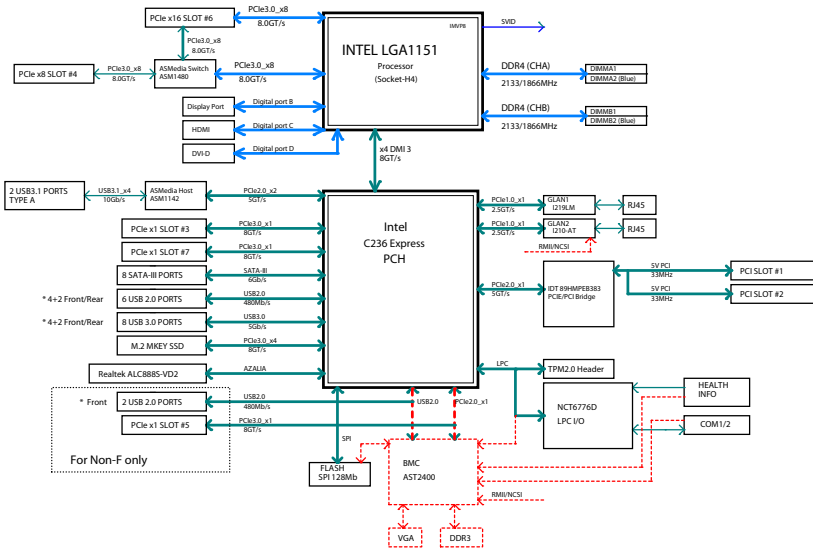 PCIe x16 SLOT #6
PCIe3.0_x8
8.0GT/s
IMVP8
SVID
INTEL LGA1151
Processor
(Socket-H4)
PCIe3.0_x8
8.0GT/s
PCIe x8 SLOT #4
PCIe3.0_x8
8.0GT/s
ASMedia Switch
ASM1480
PCIe3.0_x8
8.0GT/s
DDR4 (CHA)
2133/1866MHz
DIMMA1
DIMMA2 (Blue)
Display Port
Digital port B
DDR4 (CHB)
2133/1866MHz
DIMMB1
DIMMB2 (Blue)
HDMI
Digital port C
DVI-D
Digital port D
x4 DMI 3
8GT/s
2 USB3.1 PORTS
TYPE A
USB3.1_x4
10Gb/s
ASMedia Host
ASM1142
PCIe2.0_x2
5GT/s
Intel
C236 Express
PCH
PCIe1.0_x1
2.5GT/s
GLAN1
I219LM
RJ45
PCIe x1 SLOT #3
PCIe3.0_x1
8GT/s
PCIe1.0_x1
2.5GT/s
GLAN2
I210-AT
RJ45
RMII/NCSI
PCIe x1 SLOT #7
PCIe3.0_x1
8GT/s
8 SATA-III PORTS
SATA-III
6Gb/s
5V PCI
33MHz
PCI SLOT #1
* 4+2 Front/Rear
6 USB 2.0 PORTS
USB2.0
480Mb/s
PCIe2.0_x1
5GT/s
IDT 89HMPEB383
PCIE/PCI Bridge
5V PCI
33MHz
PCI SLOT #2
* 4+2 Front/Rear
8 USB 3.0 PORTS
USB3.0
5Gb/s
M.2 MKEY SSD
PCIe3.0_x4
8GT/s
Realtek ALC888S-VD2
AZALIA
LPC
TPM2.0 Header
* Front
2 USB 2.0 PORTS
USB2.0
480Mb/s
USB2.0
PCIe2.0_x1
NCT6776D
LPC I/O
HEALTH
INFO
PCIe x1 SLOT #5
PCIe3.0_x1
8GT/s
COM1/2
SPI
For Non-F only
FLASH
SPI 128Mb
BMC
AST2400
RMII/NCSI
VGA
DDR3